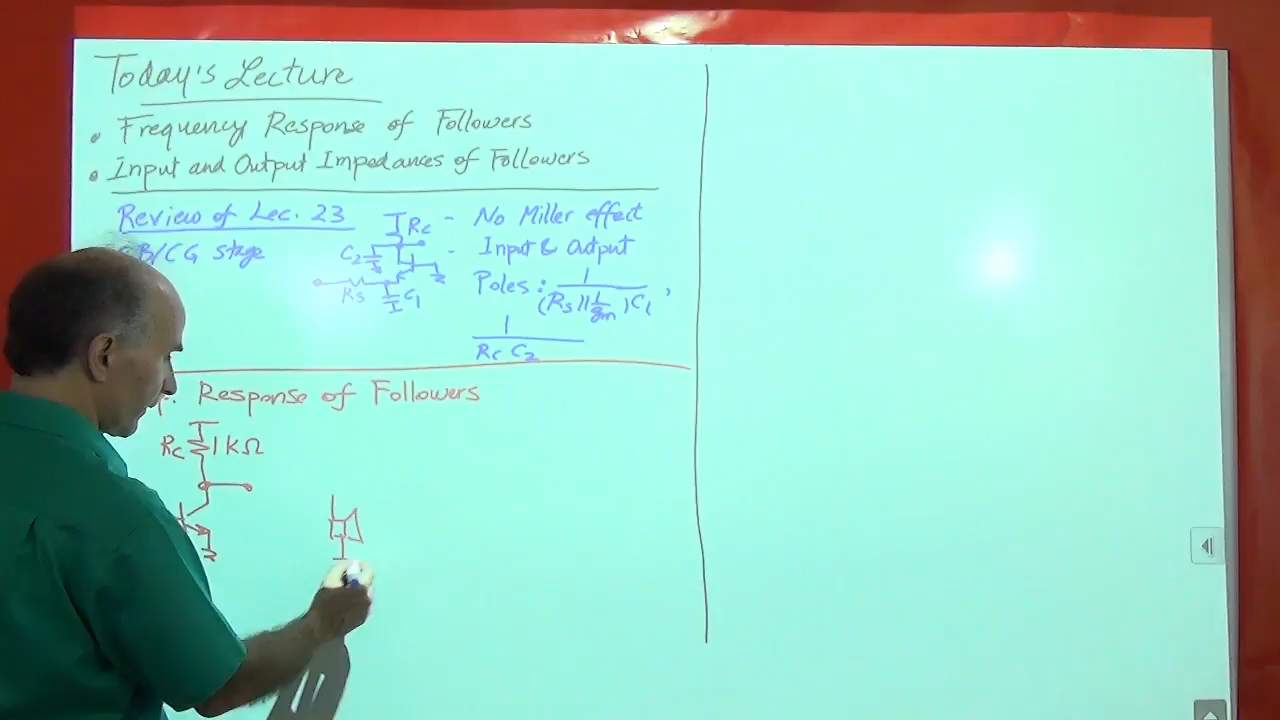 Today's Lecture
• Frequency Response of Followers
• Input and Output Impedances of Followers
Review of Lec. 23
CB/CG stage
Rc
C2
Rs
C1
- No Miller effect
- Input & Output
Poles: 1/((Rs||1/gm)C1),
1/(Rc C2)
Response of Followers
Rc 1 kΩ